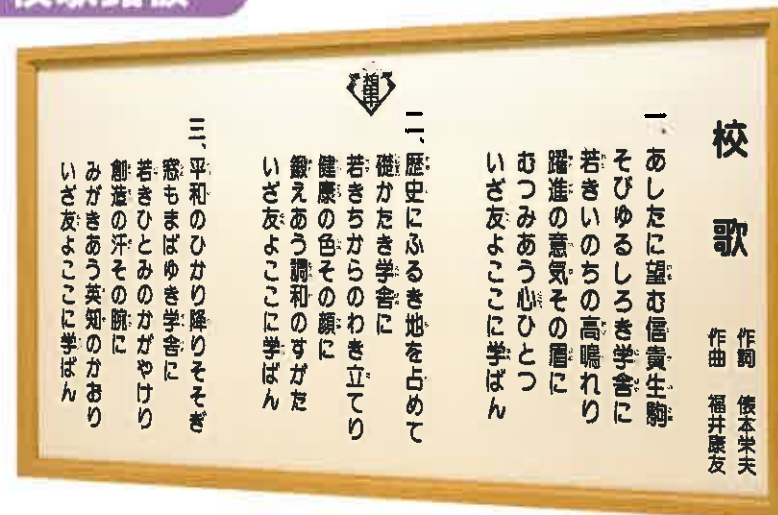 校歌
作詞 俵本栄夫
作曲 福井康友
一、あしたに望む信貴生駒
そびゆるしろき学舎に
若きいのちの高鳴れり
躍進の意気その眉に
むつみあう心ひとつ
いざ友よここに学ばん
二、歴史にふるき地を占めて
礎かたき学舎に
若きちからのわき立てり
健康の色その顔に
鍛えあう調和のすがた
いざ友よここに学ばん
三、平和のひかり降りそそぎ
窓もまばゆき学舎に
若きひとみのかがやけり
創造の汗その腕に
みがきあう英知のかおり
いざ友よここに学ばん